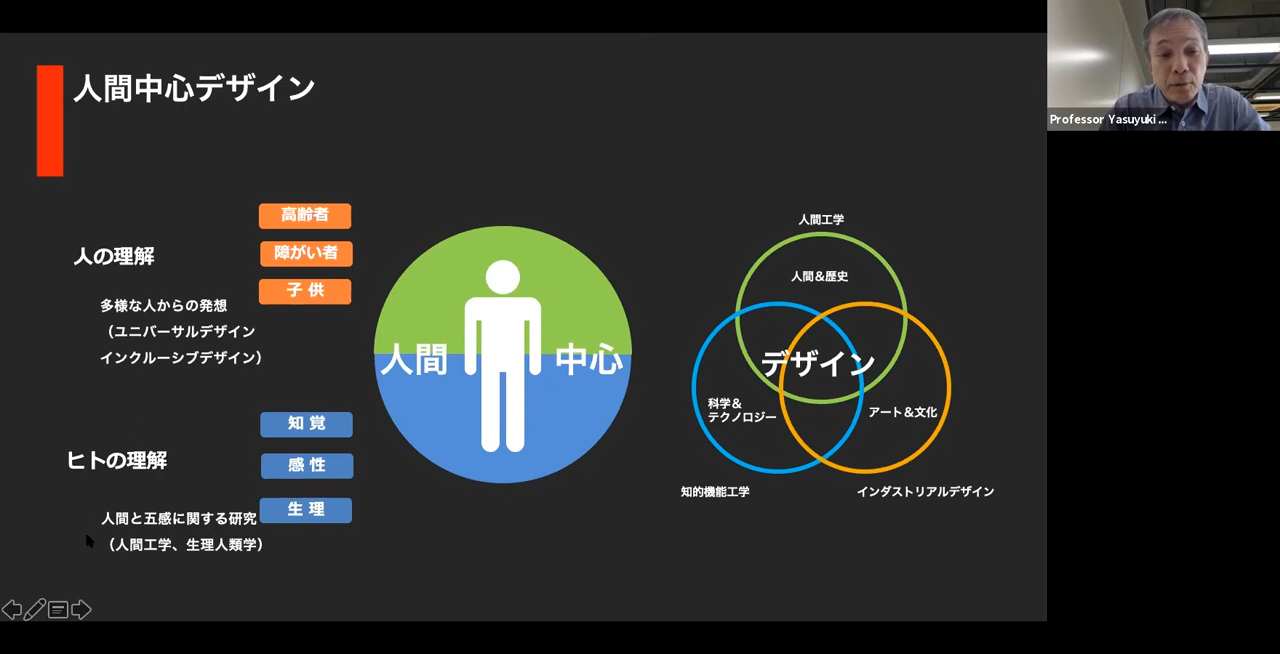 人間中心デザイン
人の理解
高齢者
障がい者
子 供
多様な人からの発想
（ユニバーサルデザイン
インクルーシブデザイン）
ヒトの理解
知 覚
感 性
生 理
人間と五感に関する研究
（人間工学、生理人類学）
人間 中心
人間工学
人間＆歴史
デザイン
科学＆
テクノロジー
アート＆文化
知的機能工学
インダストリアルデザイン
Professor Yasuyuki ...